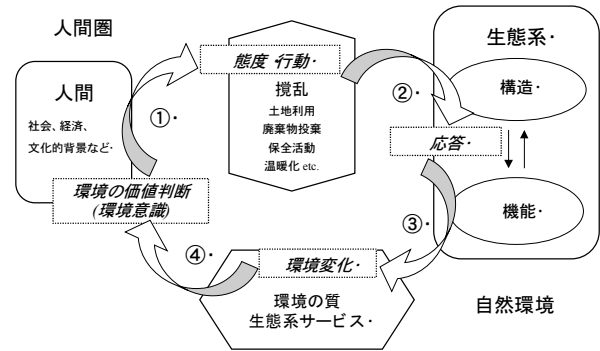 人間圏
人間
社会、経済、
文化的背景など・
①・
態度・行動・
撹乱
土地利用
廃棄物投棄
保全活動
温暖化 etc.
②・
生態系・
構造・
応答・
機能・
③・
自然環境
環境の価値判断
(環境意識)
④・
環境変化・
環境の質
生態系サービス・